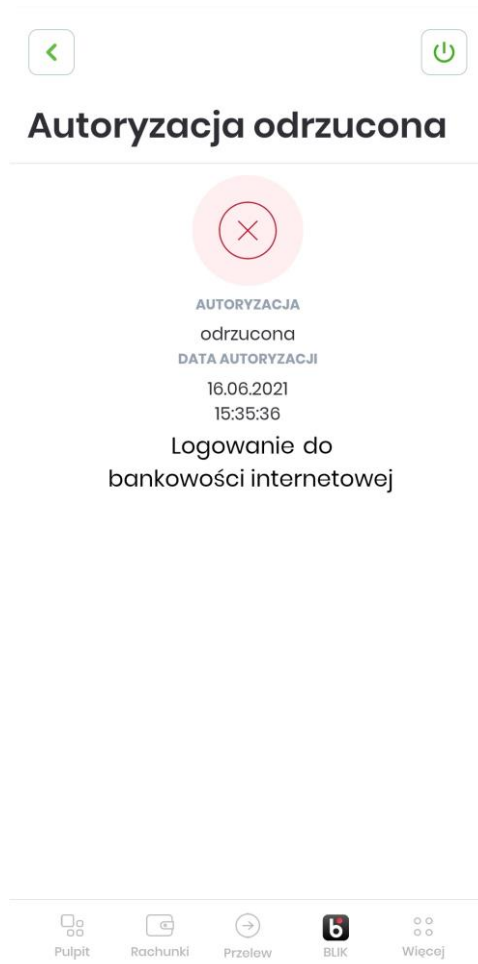 Autoryzacja odrzucona
AUTORYZACJA
odrzucona
DATA AUTORYZACJI
16.06.2021
15:35:36
Logowanie do
bankowości internetowej
Pulpit Rachunki Przelew BLIK Więcej